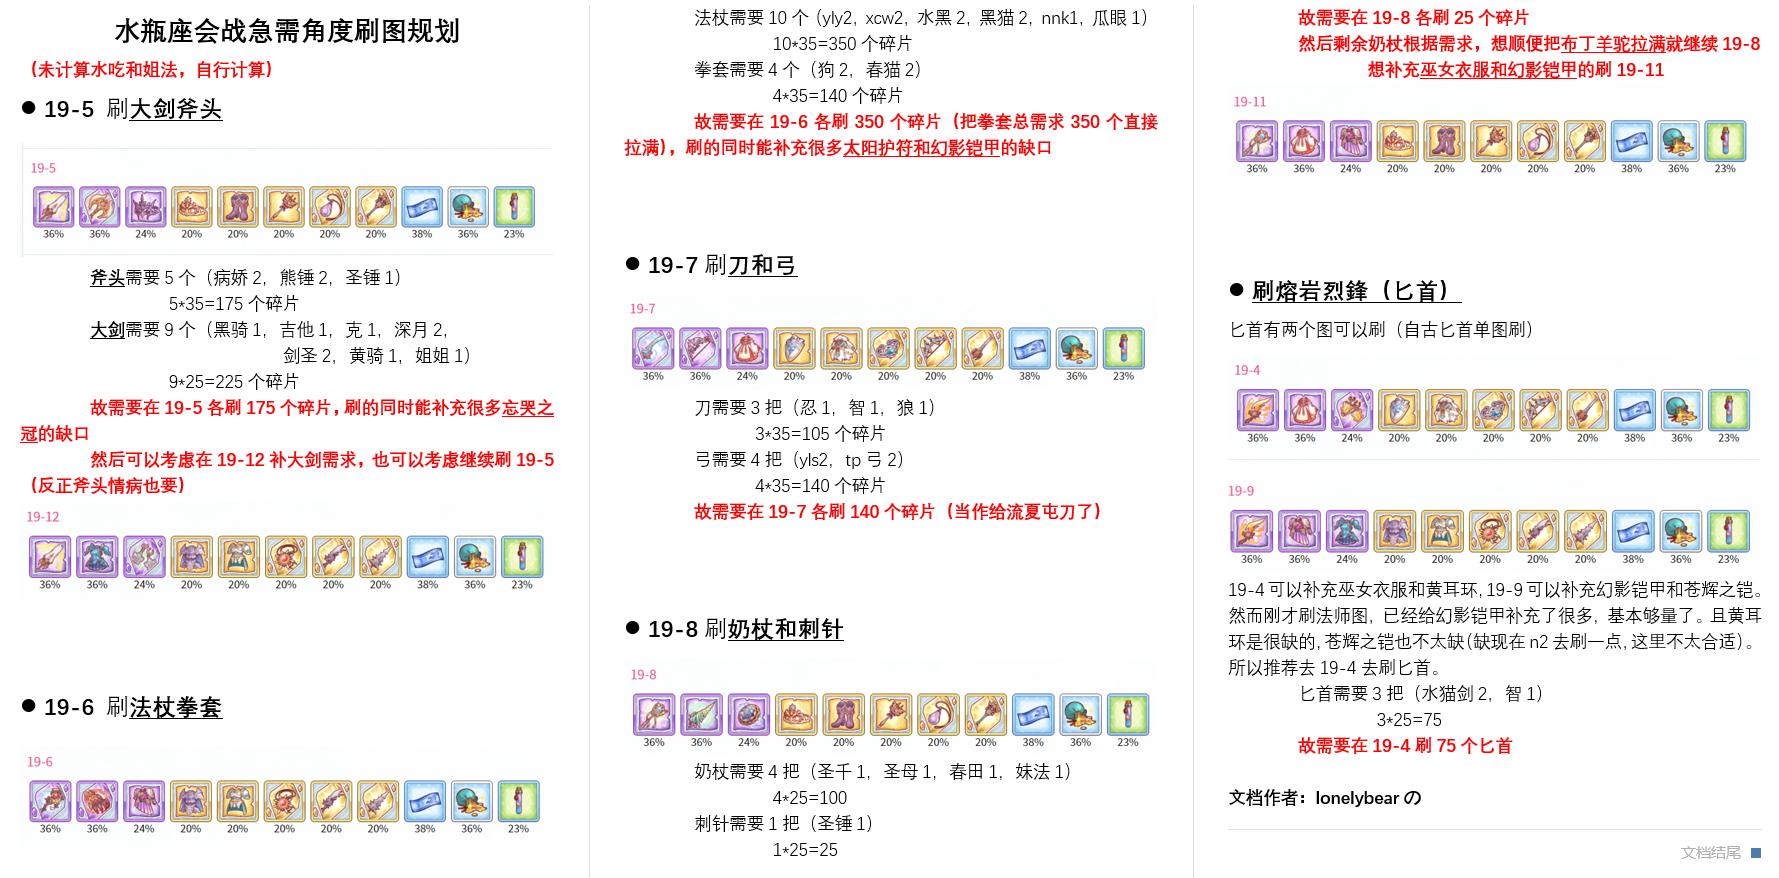 水瓶座会战急需角度刷图规划
（未计算水吃和姐法，自行计算）
● 19-5 刷大剑斧头
19-5
36% 36% 24% 20% 20% 20% 20% 20% 38% 36% 23%
斧头需要 5 个（病娇 2，熊锤 2，圣锤 1）
5*35=175 个碎片
大剑需要 9 个（黑骑 1，吉他 1，克 1，深月 2，
剑圣 2，黄骑 1，姐姐 1）
9*25=225 个碎片
故需要在 19-5 各刷 175 个碎片，刷的同时能补充很多忘哭之
冠的缺口
然后可以考虑在 19-12 补大剑需求，也可以考虑继续刷 19-5
（反正斧头情病也要）
19-12
36% 36% 24% 20% 20% 20% 20% 20% 38% 36% 23%
● 19-6 刷法杖拳套
19-6
36% 36% 24% 20% 20% 20% 20% 20% 38% 36% 23%
法杖需要 10 个（yly2，xcw2，水黑 2，黑猫 2，nnk1，瓜眼 1）
10*35=350 个碎片
拳套需要 4 个（狗 2，春猫 2）
4*35=140 个碎片
故需要在 19-6 各刷 350 个碎片（把拳套总需求 350 个直接
拉满），刷的同时能补充很多太阳护符和幻影铠甲的缺口
● 19-7 刷刀和弓
19-7
36% 36% 24% 20% 20% 20% 20% 20% 38% 36% 23%
刀需要 3 把（忍 1，智 1，狼 1）
3*35=105 个碎片
弓需要 4 把（yls2，tp 弓 2）
4*35=140 个碎片
故需要在 19-7 各刷 140 个碎片（当作给流夏屯刀了）
● 19-8 刷奶杖和刺针
19-8
36% 36% 24% 20% 20% 20% 20% 20% 38% 36% 23%
奶杖需要 4 把（圣千 1，圣母 1，春田 1，妹法 1）
4*25=100
刺针需要 1 把（圣锤 1）
1*25=25
故需要在 19-8 各刷 25 个碎片
然后剩余奶杖根据需求，想顺便把布丁羊驼拉满就继续 19-8
想补充巫女衣服和幻影铠甲的刷 19-11
19-11
36% 36% 24% 20% 20% 20% 20% 20% 38% 36% 23%
● 刷熔岩烈鋒（匕首）
匕首有两个图可以刷（自古匕首单图刷）
19-4
36% 36% 24% 20% 20% 20% 20% 20% 38% 36% 23%
19-9
36% 36% 24% 20% 20% 20% 20% 20% 38% 36% 23%
19-4 可以补充巫女衣服和黄耳环，19-9 可以补充幻影铠甲和苍辉之铠。
然而刚才刷法师图，已经给幻影铠甲补充了很多，基本够量了。且黄耳
环是很缺的，苍辉之铠也不太缺（缺现在 n2 去刷一点，这里不太合适）。
所以推荐去 19-4 去刷匕首。
匕首需要 3 把（水猫剑 2，智 1）
3*25=75
故需要在 19-4 刷 75 个匕首
文档作者：lonelybear の
文档结尾